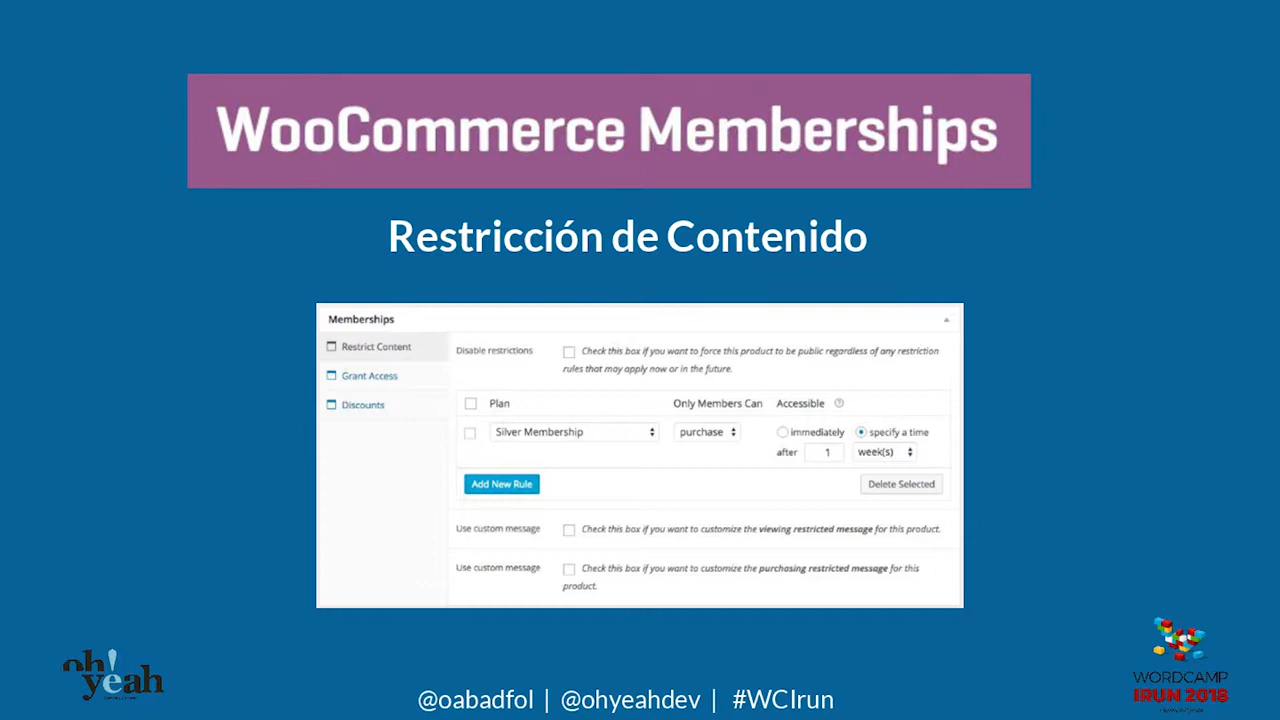 WooCommerce Memberships
Restricción de Contenido
Memberships
Restrict Content
Grant Access
Discounts
Disable restrictions
Check this box if you want to force this product to be public regardless of any restriction
rules that may apply now or in the future.
Plan Only Members Can Accessible
Silver Membership purchase immediately specify a time
after 1 week(s)
Add New Rule Delete Selected
Use custom message Check this box if you want to customize the viewing restricted message for this product.
Use custom message Check this box if you want to customize the purchasing restricted message for this
product.
oh! yeah
@oabadfol | @ohyeahdev | #WCIrun
WORDCAMP
IRUN 2018